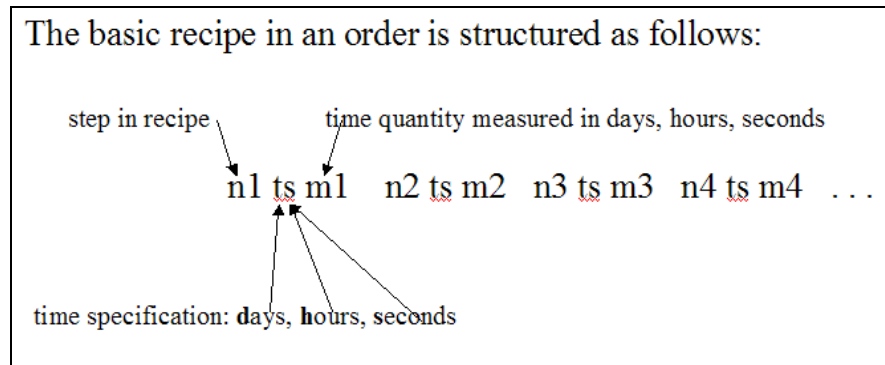 The basic recipe in an order is structured as follows:
step in recipe time quantity measured in days, hours, seconds
n1 ts m1 n2 ts m2 n3 ts m3 n4 ts m4 . . .
time specification: days, hours, seconds